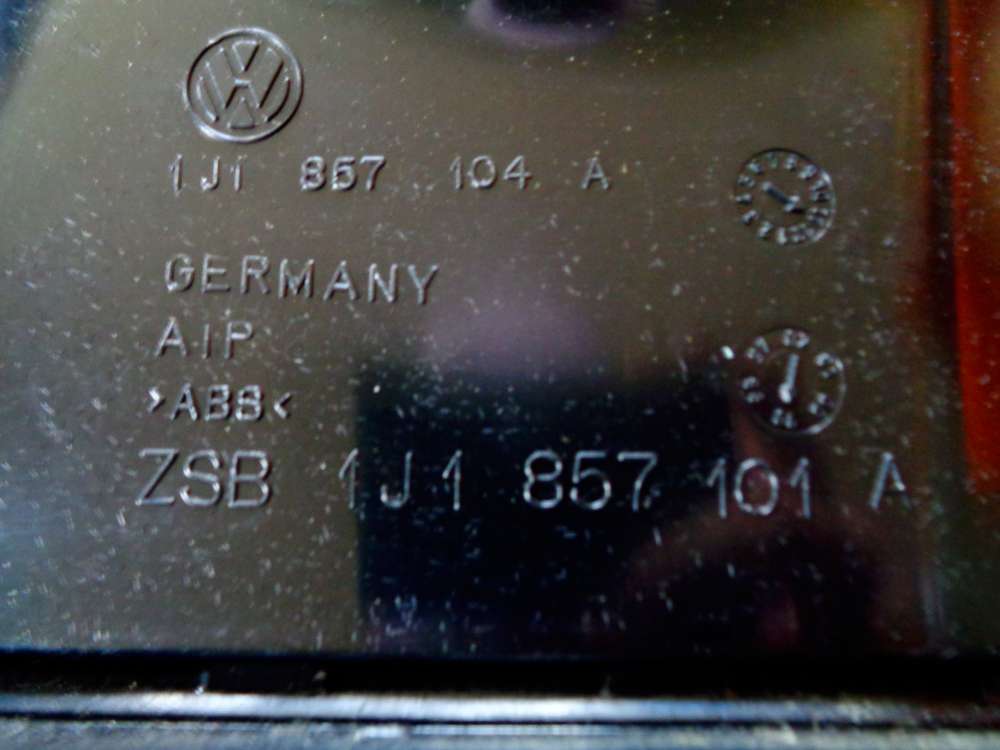 1J1 857 104 A
GERMANY
AIP
>ABS<
ZSB 1J1 857 101 A